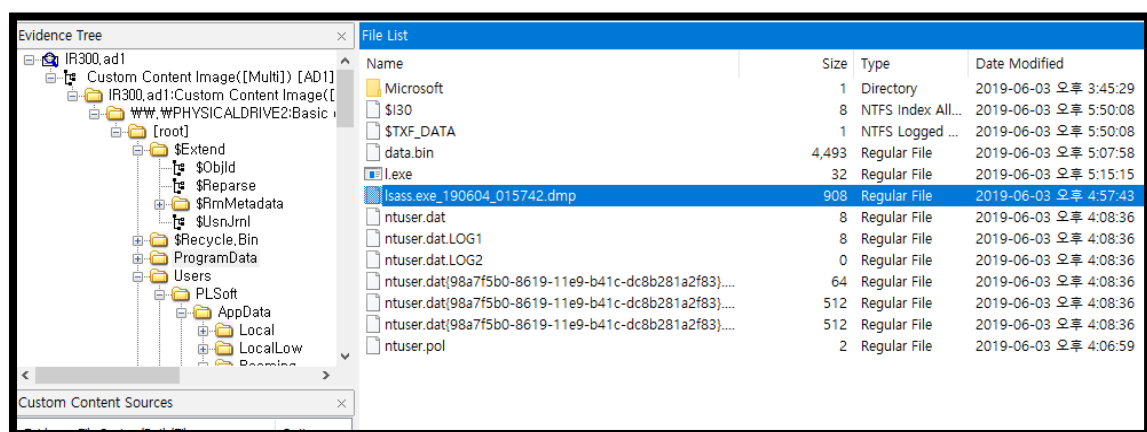 Evidence Tree
IR300.ad1
Custom Content Image([Multi]) [AD1]
IR300.ad1:Custom Content Image([
₩₩.₩PHYSICALDRIVE2:Basic
[root]
$Extend
$ObjId
$Reparse
$RmMetadata
$UsnJrnl
$Recycle.Bin
ProgramData
Users
PLSoft
AppData
Local
LocalLow
Roaming
Custom Content Sources
File List
Name Size Type Date Modified
Microsoft 1 Directory 2019-06-03 오후 3:45:29
$I30 8 NTFS Index All... 2019-06-03 오후 5:50:08
$TXF_DATA 1 NTFS Logged ... 2019-06-03 오후 5:50:08
data.bin 4,493 Regular File 2019-06-03 오후 5:07:58
l.exe 32 Regular File 2019-06-03 오후 5:15:15
lsass.exe_190604_015742.dmp 908 Regular File 2019-06-03 오후 4:57:43
ntuser.dat 8 Regular File 2019-06-03 오후 4:08:36
ntuser.dat.LOG1 8 Regular File 2019-06-03 오후 4:08:36
ntuser.dat.LOG2 0 Regular File 2019-06-03 오후 4:08:36
ntuser.dat{98a7f5b0-8619-11e9-b41c-dc8b281a2f83}.... 64 Regular File 2019-06-03 오후 4:08:36
ntuser.dat{98a7f5b0-8619-11e9-b41c-dc8b281a2f83}.... 512 Regular File 2019-06-03 오후 4:08:36
ntuser.dat{98a7f5b0-8619-11e9-b41c-dc8b281a2f83}.... 512 Regular File 2019-06-03 오후 4:08:36
ntuser.pol 2 Regular File 2019-06-03 오후 4:06:59